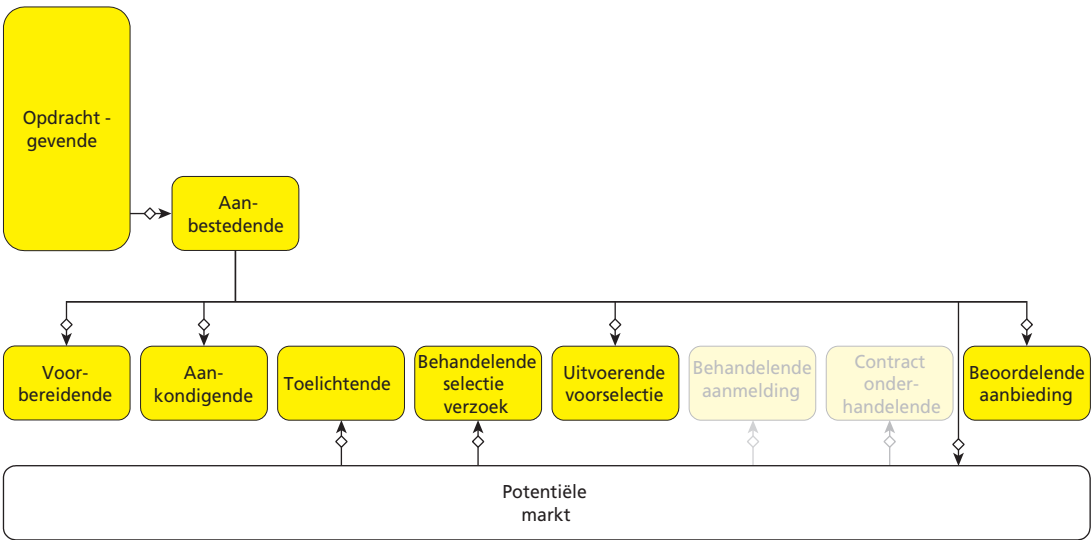 Opdracht -
gevende
Aan-
bestedende
Voor-
bereidende
Aan-
kondigende
Toelichtende
Behandelende
selectie
verzoek
Uitvoerende
voorselectie
Behandelende
aanmelding
Contract
onder-
handelende
Beoordelende
aanbieding
Potentiële
markt